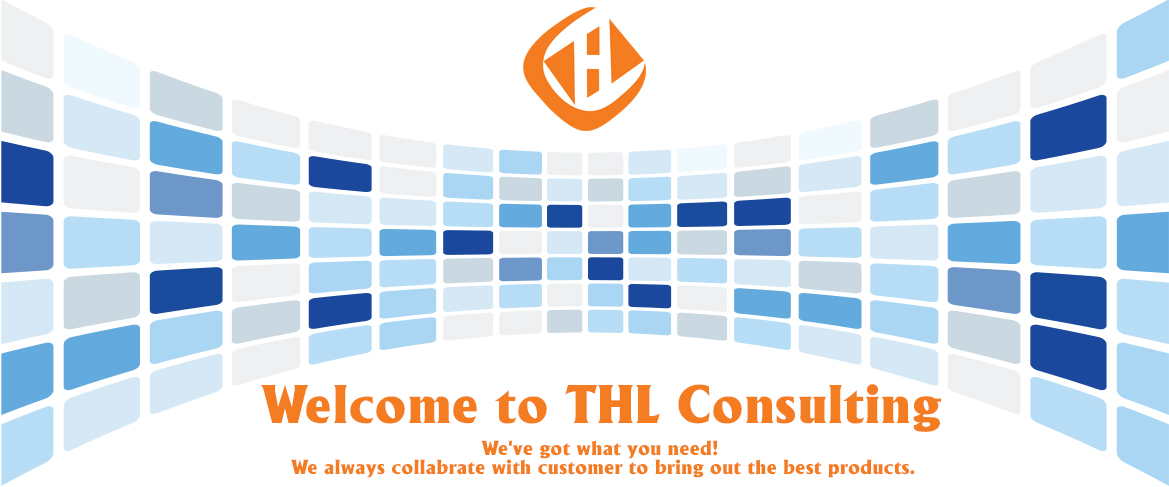 THL
Welcome to THL Consulting
We've got what you need!
We always collabrate with customer to bring out the best products.